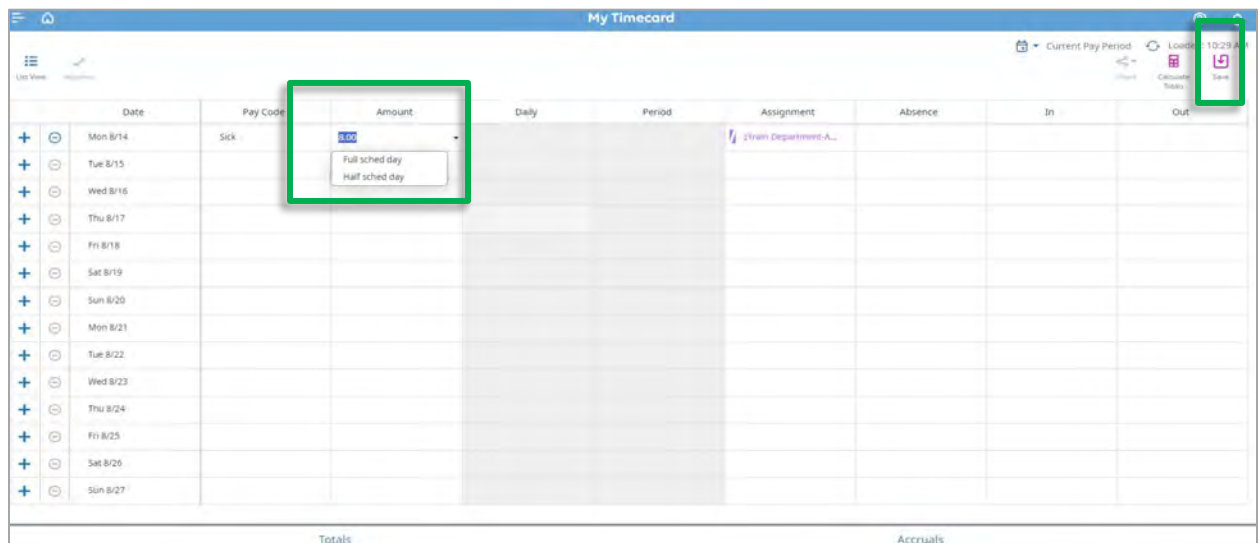 My Timecard
Current Pay Period Loaded 10:29 AM
List View Calculate Totals Save
Date Pay Code Amount Daily Period Assignment Absence In Out
Mon 8/14 Sick 8.00
Full sched day
Half sched day
Tue 8/15
Wed 8/16
Thu 8/17
Fri 8/18
Sat 8/19
Sun 8/20
Mon 8/21
Tue 8/22
Wed 8/23
Thu 8/24
Fri 8/25
Sat 8/26
Sun 8/27
Totals Accruals